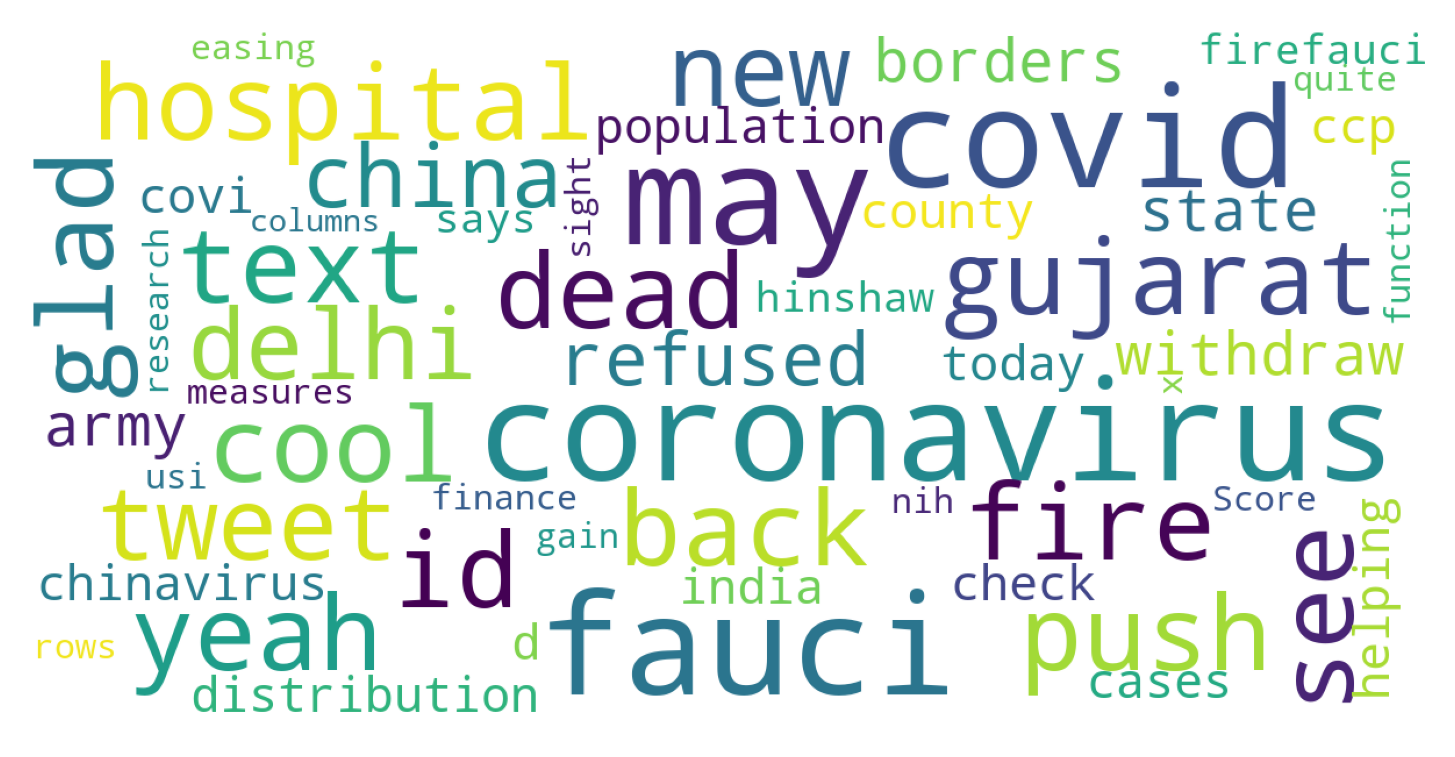 easing
hospital
new
borders
firefauci
quite
covid
ccp
population
china
may
glad
covi
columns
says
sight
county
state
function
text
dead
gujarat
research
hinshaw
delhi
refused
today
withdraw
x
measures
army
cool
coronavirus
usi
tweet
finance
back
nih
fire
Score
id
gain
see
helping
chinavirus
india
check
yeah
fauci
push
rows
d
distribution
cases